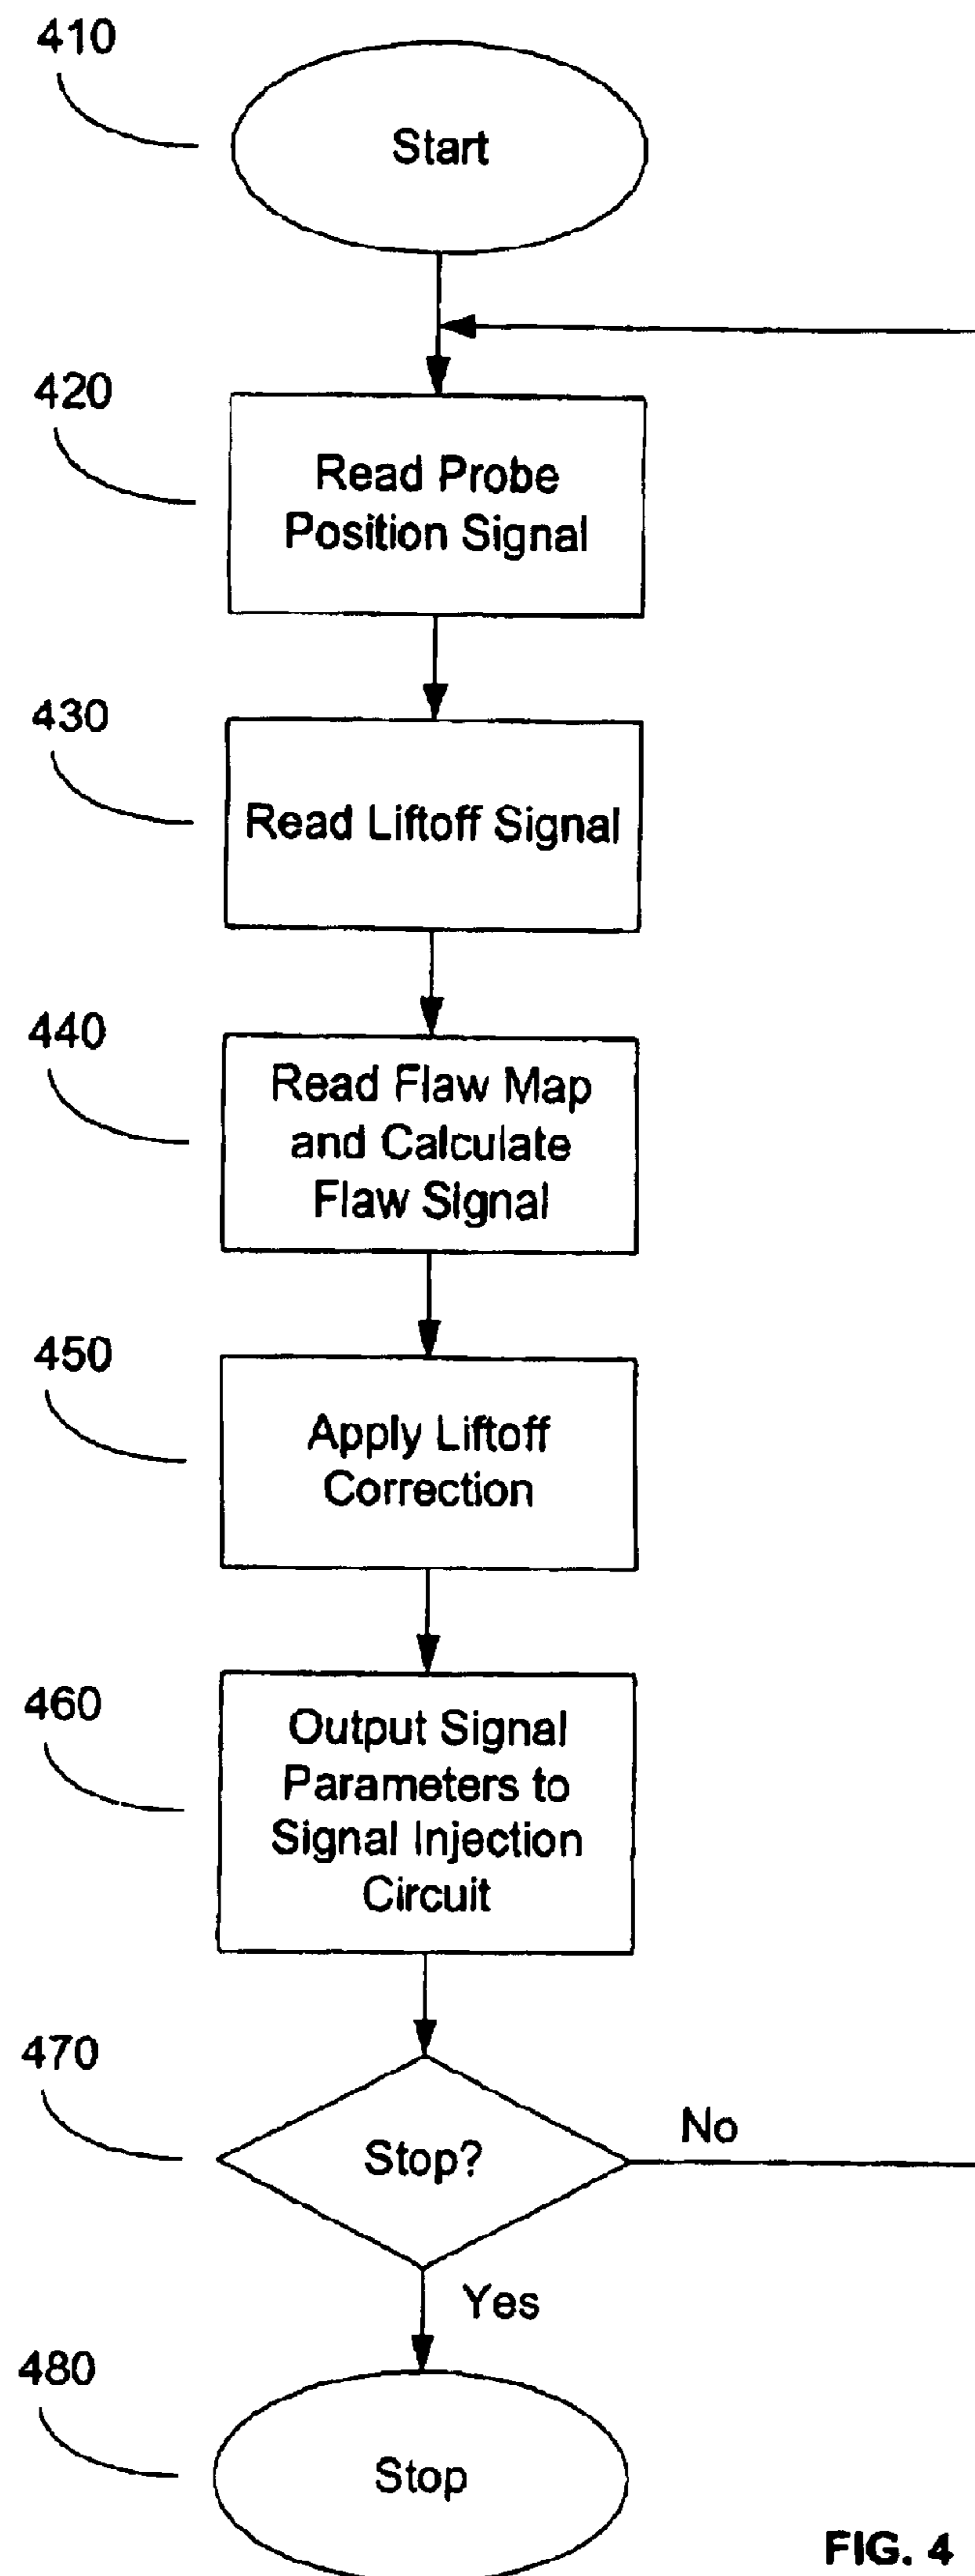 410
Start
420
Read Probe
Position Signal
430
Read Liftoff Signal
440
Read Flaw Map
and Calculate
Flaw Signal
450
Apply Liftoff
Correction
460
Output Signal
Parameters to
Signal Injection
Circuit
470
Stop?
No
Yes
480
Stop
FIG. 4